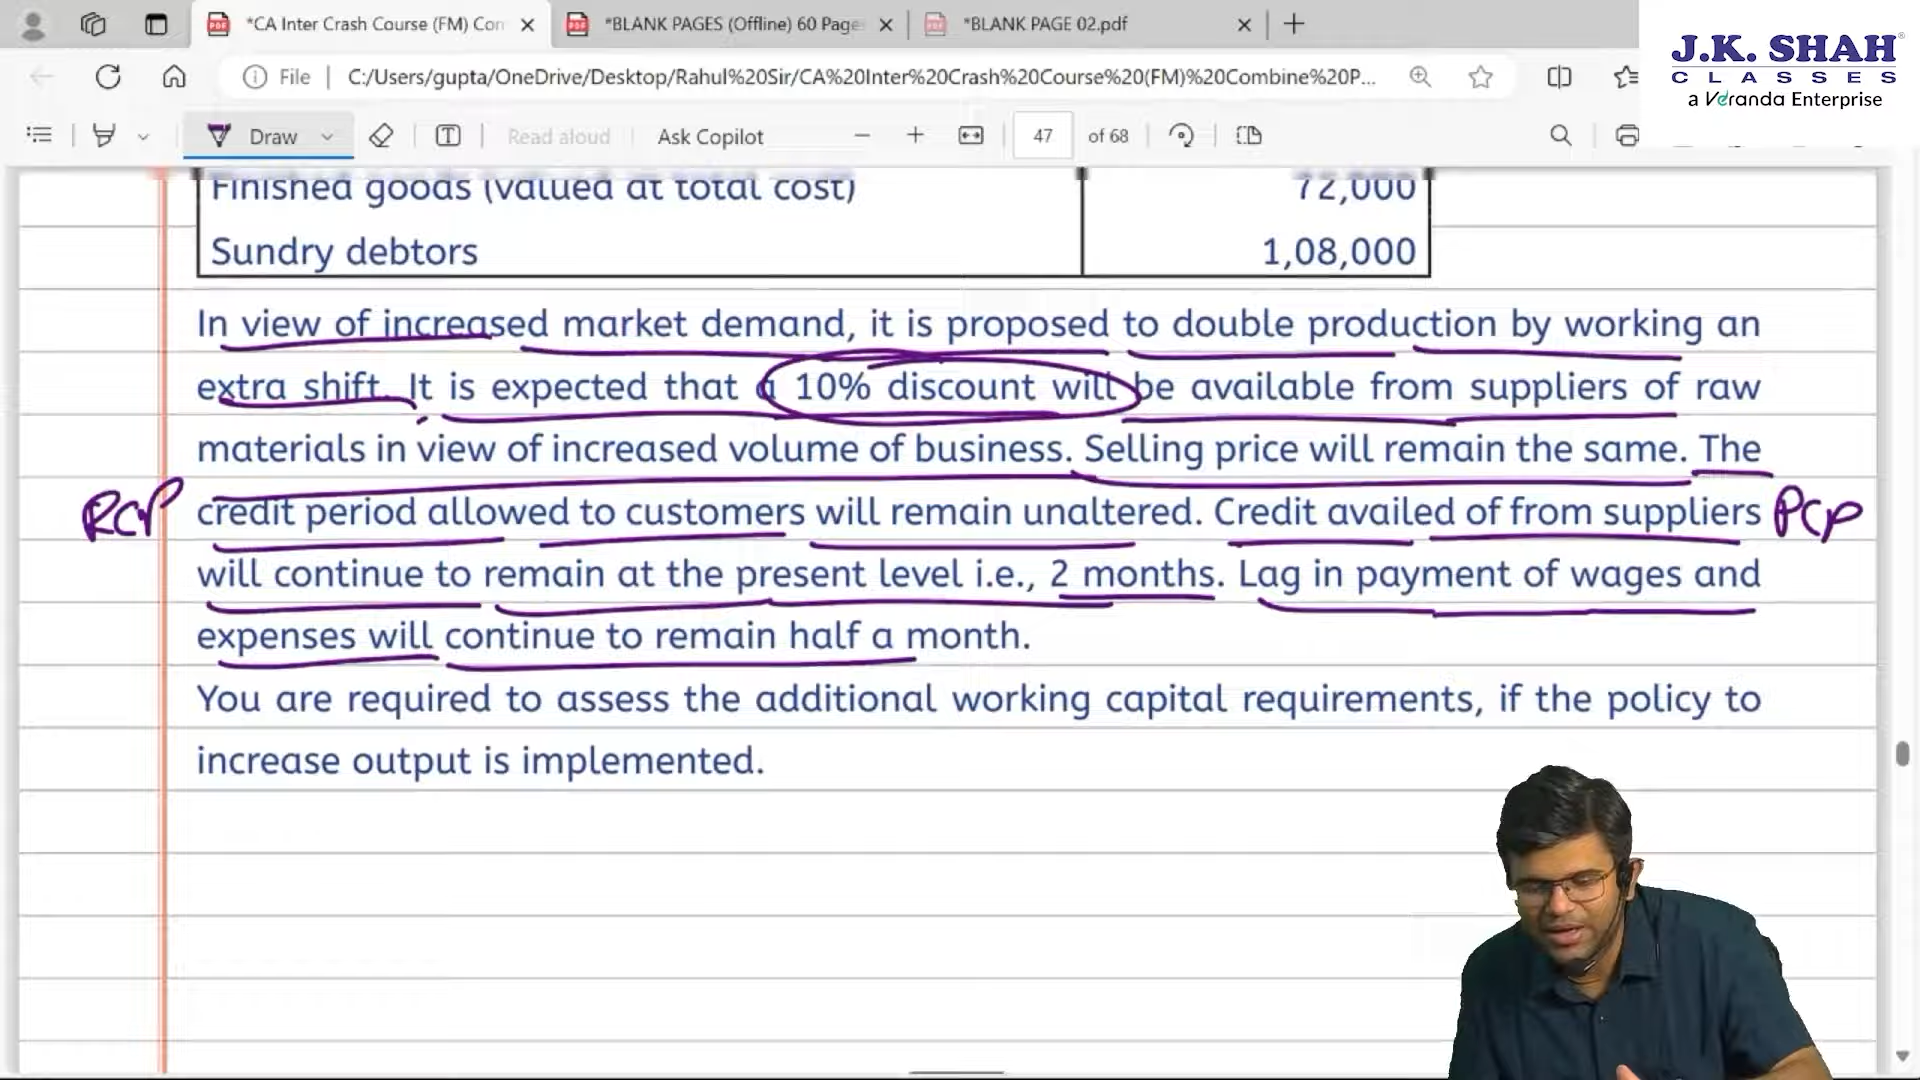 *CA Inter Crash Course (FM) Con
*BLANK PAGES (Offline) 60 Page
*BLANK PAGE 02.pdf
J.K. SHAH
CLASSES
a Veranda Enterprise
File
C:/Users/gupta/OneDrive/Desktop/Rahul%20Sir/CA%20Inter%20Crash%20Course%20(FM)%20Combine%20P...
Draw
Read aloud
Ask Copilot
47 of 68
Finished goods (valued at total cost) 72,000
Sundry debtors 1,08,000
In view of increased market demand, it is proposed to double production by working an
extra shift. It is expected that a 10% discount will be available from suppliers of raw
materials in view of increased volume of business. Selling price will remain the same. The
RCP credit period allowed to customers will remain unaltered. Credit availed of from suppliers PCP
will continue to remain at the present level i.e., 2 months. Lag in payment of wages and
expenses will continue to remain half a month.
You are required to assess the additional working capital requirements, if the policy to
increase output is implemented.